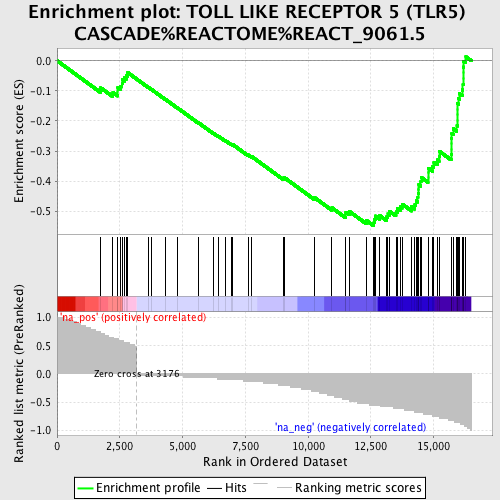 Enrichment plot: TOLL LIKE RECEPTOR 5 (TLR5)
CASCADE%REACTOME%REACT_9061.5
Enrichment score (ES)
0.0
-0.1
-0.2
-0.3
-0.4
-0.5
Ranked list metric (PreRanked)
1.0
0.5
0.0
-0.5
-1.0
'na_pos' (positively correlated)
Zero cross at 3176
'na_neg' (negatively correlated)
0
2,500
5,000
7,500
10,000
12,500
15,000
Rank in Ordered Dataset
Enrichment profile
Hits
Ranking metric scores